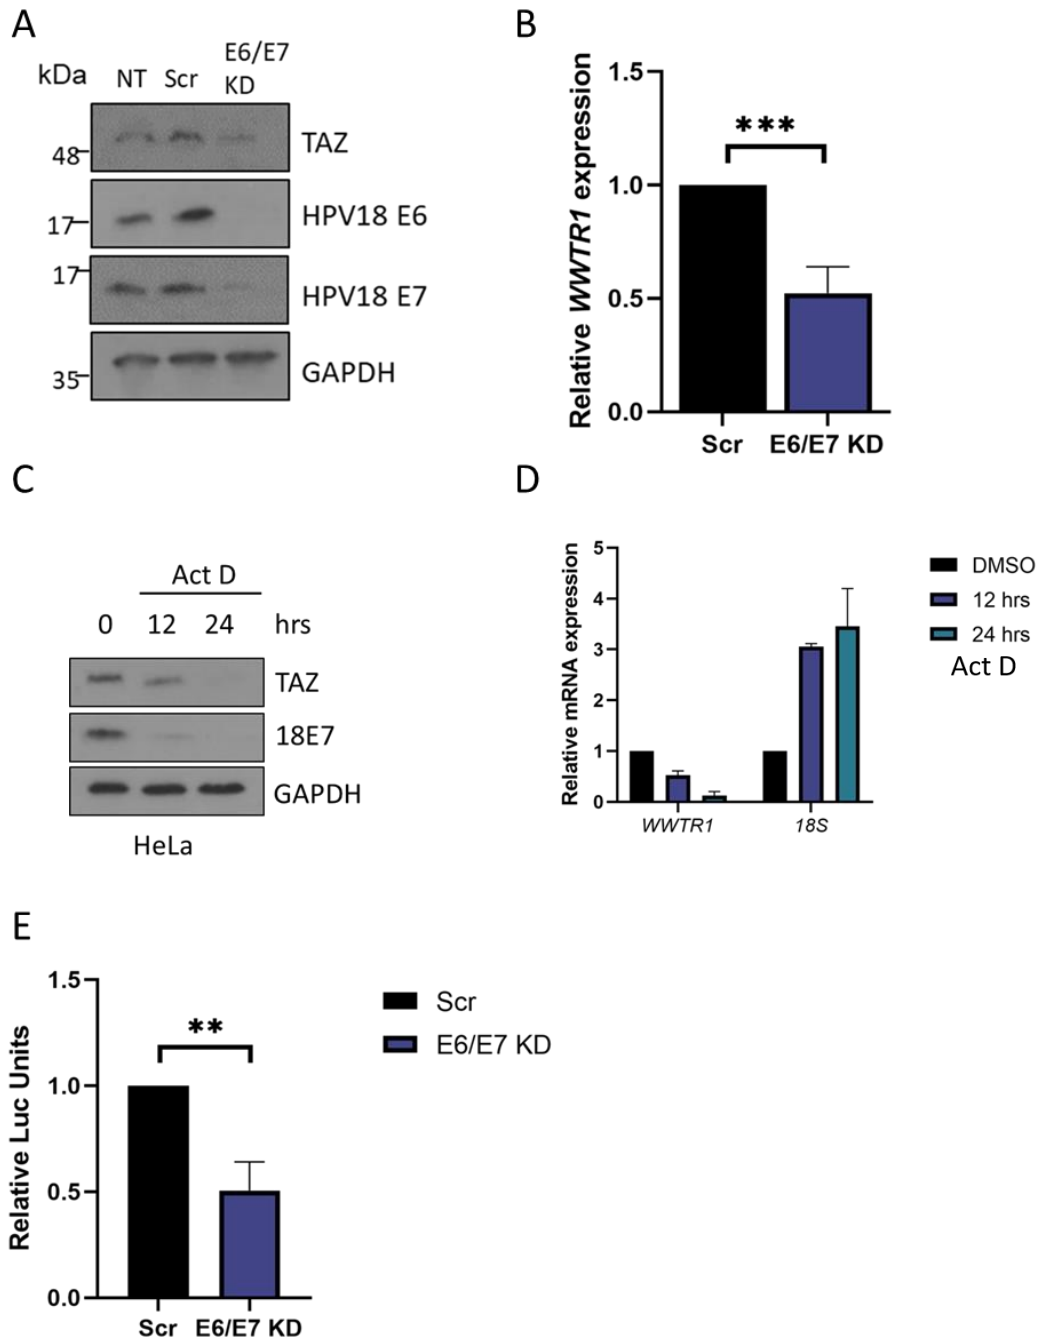 A
kDa NT Scr E6/E7 KD
48 TAZ
17 HPV18 E6
17 HPV18 E7
35 GAPDH
B
Relative WWTR1 expression
1.5
1.0
0.5
0.0
***
Scr E6/E7 KD
C
Act D
0 12 24 hrs
TAZ
18E7
GAPDH
HeLa
D
Relative mRNA expression
5
4
3
2
1
0
WWTR1 18S
DMSO
12 hrs
24 hrs
Act D
E
Relative Luc Units
1.5
1.0
0.5
0.0
**
Scr E6/E7 KD
Scr
E6/E7 KD